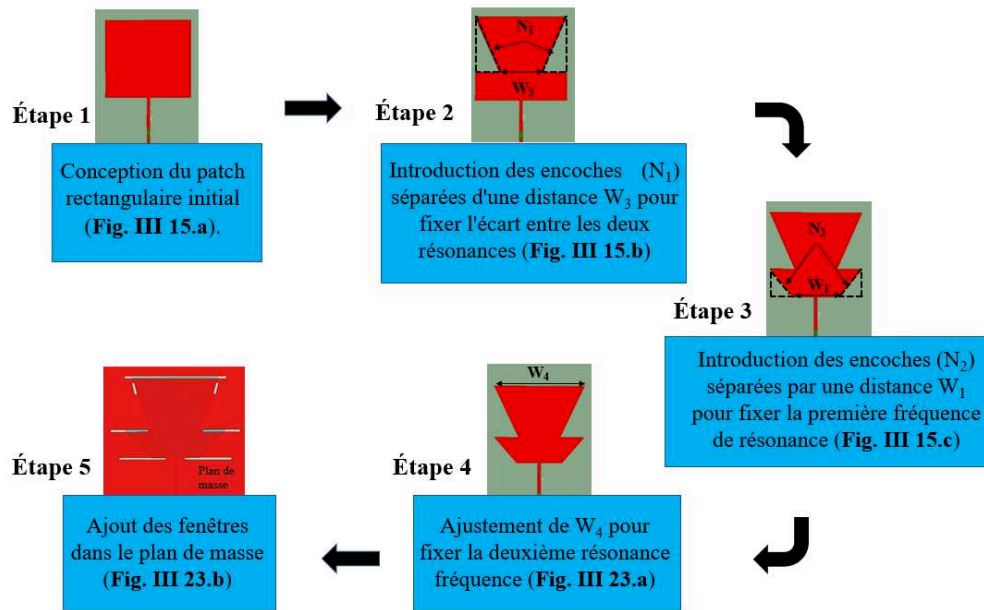 Étape 1
Conception du patch
rectangulaire initial
(Fig. III 15.a).
N₁
W₃
Étape 2
Introduction des encoches (N₁)
séparées d'une distance W₃ pour
fixer l'écart entre les deux
résonances (Fig. III 15.b)
N₂
W₁
Étape 3
Introduction des encoches (N₂)
séparées par une distance W₁
pour fixer la première fréquence
de résonance (Fig. III 15.c)
W₄
Étape 4
Ajustement de W₄ pour
fixer la deuxième résonance
fréquence (Fig. III 23.a)
Étape 5
Plan de
masse
Ajout des fenêtres
dans le plan de masse
(Fig. III 23.b)